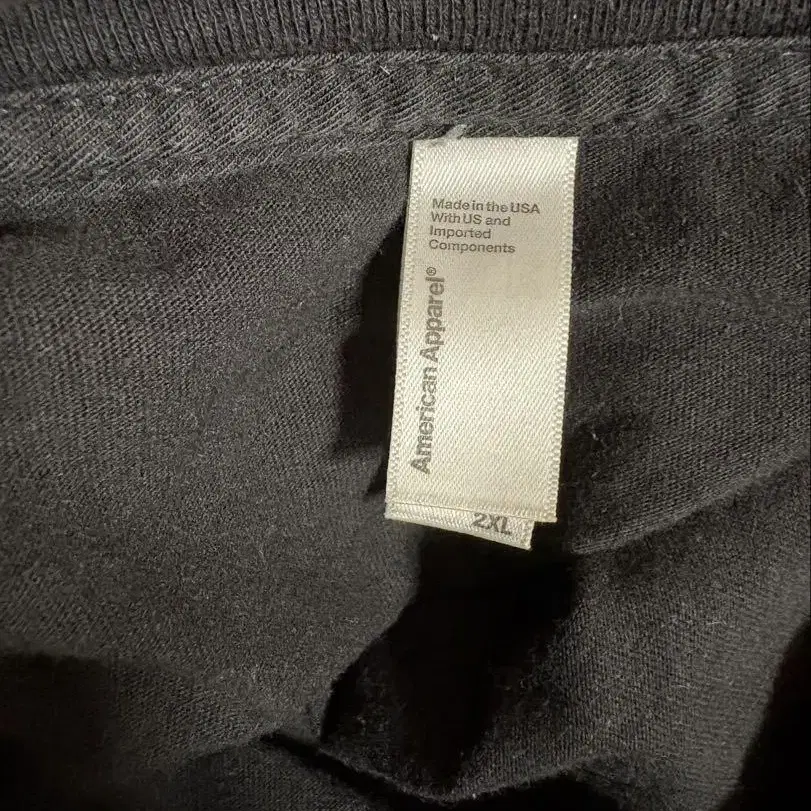 Made in the USA
With US and
Imported
Components
American Apparel®
2XL